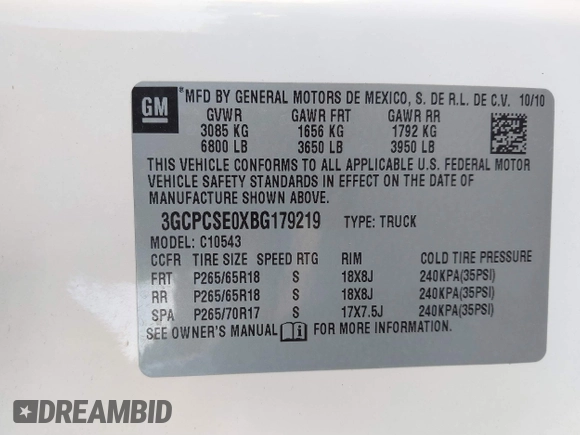 GM
® MFD BY GENERAL MOTORS DE MEXICO, S. DE R.L. DE C.V. 10/10
GVWR GAWR FRT GAWR RR
3085 KG 1656 KG 1792 KG
6800 LB 3650 LB 3950 LB
THIS VEHICLE CONFORMS TO ALL APPLICABLE U.S. FEDERAL MOTOR
VEHICLE SAFETY STANDARDS IN EFFECT ON THE DATE OF
MANUFACTURE SHOWN ABOVE.
3GCPCSE0XBG179219 TYPE: TRUCK
MODEL: C10543
CCFR TIRE SIZE SPEED RTG RIM COLD TIRE PRESSURE
FRT P265/65R18 S 18X8J 240KPA(35PSI)
RR P265/65R18 S 18X8J 240KPA(35PSI)
SPA P265/70R17 S 17X7.5J 240KPA(35PSI)
SEE OWNER'S MANUAL i FOR MORE INFORMATION.
DREAMBID